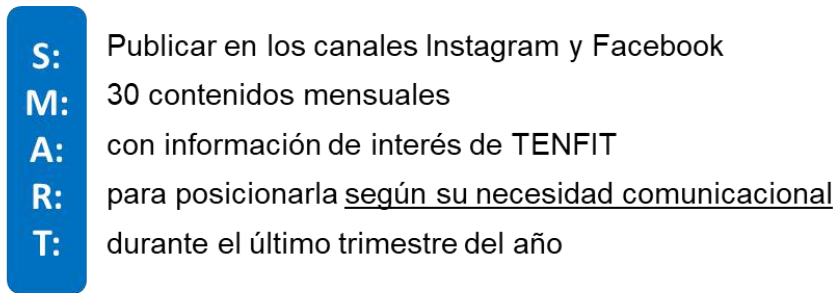 S: Publicar en los canales Instagram y Facebook
M: 30 contenidos mensuales
A: con información de interés de TENFIT
R: para posicionarla según su necesidad comunicacional
T: durante el último trimestre del año